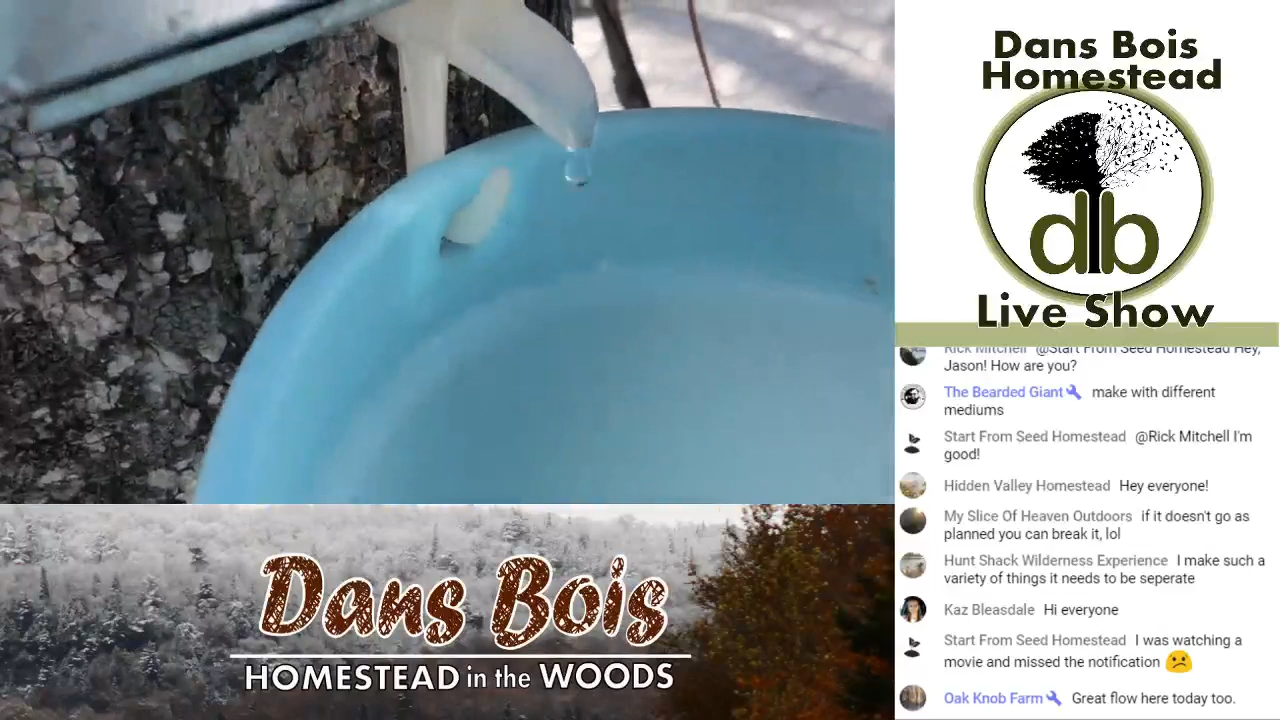 Dans Bois
Homestead
db
Live Show
Rick Mitchell @Start From Seed Homestead Hey,
Jason! How are you?
The Bearded Giant make with different
mediums
Start From Seed Homestead @Rick Mitchell I'm
good!
Hidden Valley Homestead Hey everyone!
My Slice Of Heaven Outdoors if it doesn't go as
planned you can break it, lol
Hunt Shack Wilderness Experience I make such a
variety of things it needs to be seperate
Kaz Bleasdale Hi everyone
Start From Seed Homestead I was watching a
movie and missed the notification 😕
Oak Knob Farm Great flow here today too.
Dans Bois
HOMESTEAD in the WOODS